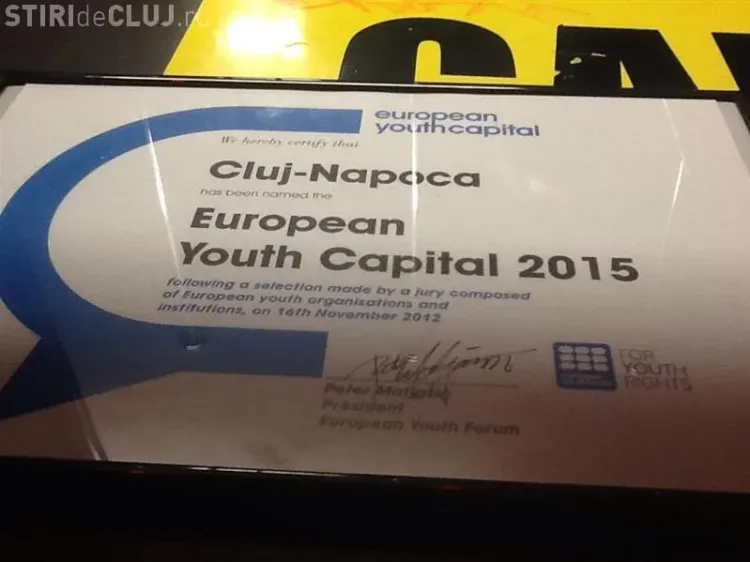 STIRIdeCLUJ.ro
european
youthcapital
We hereby certify that
Cluj-Napoca
has been named the
European
Youth Capital 2015
following a selection made by a jury composed
of European youth organisations and
institutions, on 16th November 2012
FOR
YOUTH
RIGHTS
Peter
President
European Youth Forum